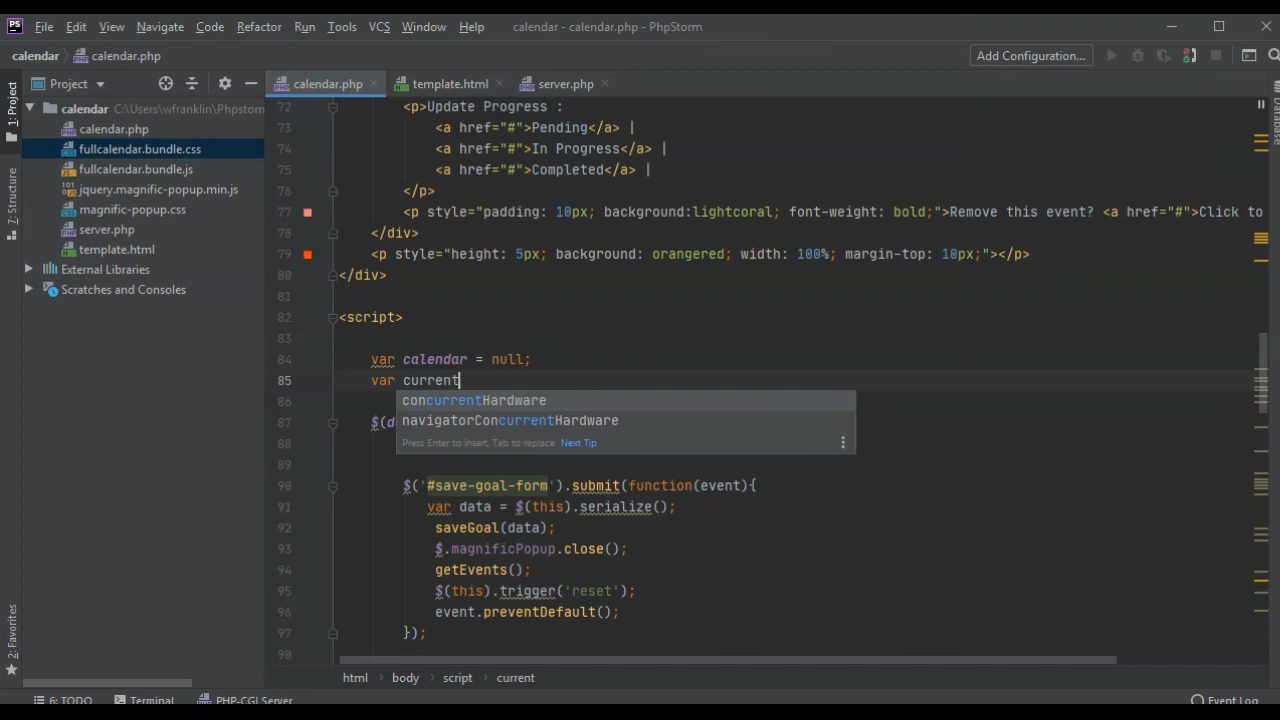 PS File Edit View Navigate Code Refactor Run Tools VCS Window Help calendar - calendar.php - PhpStorm
calendar calendar.php Add Configuration...
1: Project
Z: Structure
2: Favorites
Project
calendar C:\Users\wfranklin\Phpstorm
calendar.php
fullcalendar.bundle.css
fullcalendar.bundle.js
jquery.magnific-popup.min.js
magnific-popup.css
server.php
template.html
External Libraries
Scratches and Consoles
calendar.php template.html server.php
Database
72 <p>Update Progress :
73 <a href="#">Pending</a> |
74 <a href="#">In Progress</a> |
75 <a href="#">Completed</a> |
76 </p>
77 <p style="padding: 10px; background:lightcoral; font-weight: bold;">Remove this event? <a href="#">Click to
78 </div>
79 <p style="height: 5px; background: orangered; width: 100%; margin-top: 10px;"></p>
80 </div>
81
82 <script>
83
84 var calendar = null;
85 var current
86
concurrentHardware
navigatorConcurrentHardware
Press Enter to insert, Tab to replace Next Tip
87 $(d
88
89
90 $('#save-goal-form').submit(function(event){
91 var data = $(this).serialize();
92 saveGoal(data);
93 $.magnificPopup.close();
94 getEvents();
95 $(this).trigger('reset');
96 event.preventDefault();
97 });
98
html body script current
6: TODO Terminal PHP-CGI Server Event Log